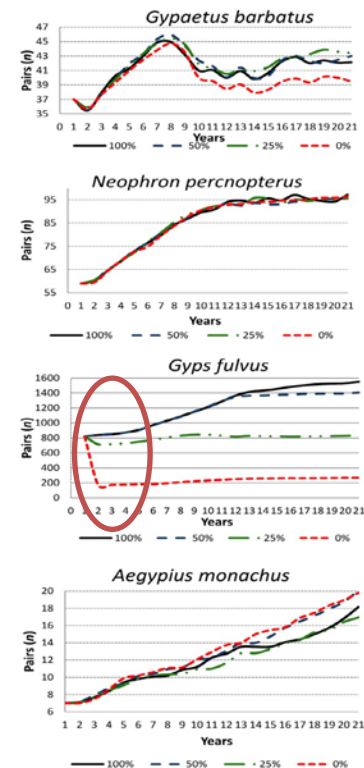 Gypaetus barbatus
47
45
43
41
39
37
35
Pairs (n)
0 1 2 3 4 5 6 7 8 9 10 11 12 13 14 15 16 17 18 19 20 21
Years
100% 50% 25% 0%
Neophron percnopterus
95
85
75
65
55
Pairs (n)
0 1 2 3 4 5 6 7 8 9 10 11 12 13 14 15 16 17 18 19 20 21
Years
100% 50% 25% 0%
Gyps fulvus
1600
1400
1200
1000
800
600
400
200
0
Pairs (n)
0 1 2 3 4 5 6 7 8 9 10 11 12 13 14 15 16 17 18 19 20 21
Years
100% 50% 25% 0%
Aegypius monachus
20
18
16
14
12
10
8
6
Pairs (n)
1 2 3 4 5 6 7 8 9 10 11 12 13 14 15 16 17 18 19 20 21
Years
100% 50% 25% 0%